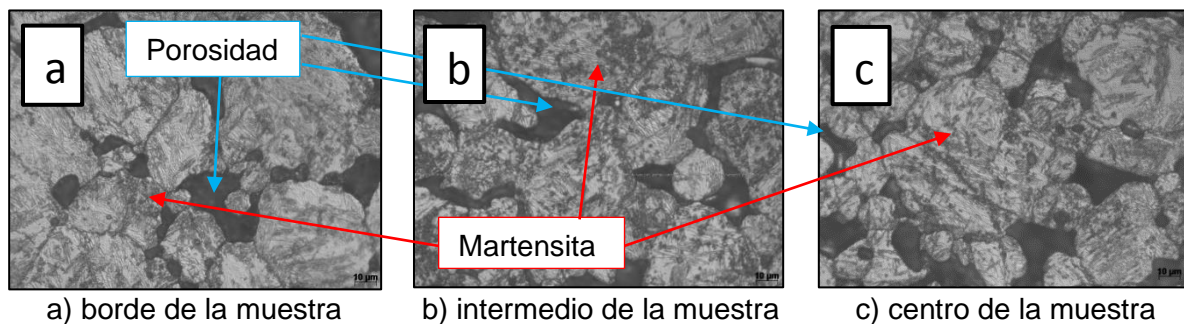 a
Porosidad
b
c
Martensita
10 µm
10 µm
10 µm
a) borde de la muestra
b) intermedio de la muestra
c) centro de la muestra